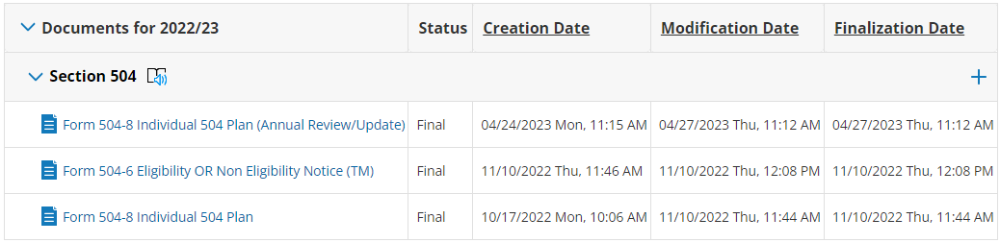 Documents for 2022/23 Status Creation Date Modification Date Finalization Date
Section 504
Form 504-8 Individual 504 Plan (Annual Review/Update) Final 04/24/2023 Mon, 11:15 AM 04/27/2023 Thu, 11:12 AM 04/27/2023 Thu, 11:12 AM
Form 504-6 Eligibility OR Non Eligibility Notice (TM) Final 11/10/2022 Thu, 11:46 AM 11/10/2022 Thu, 12:08 PM 11/10/2022 Thu, 12:08 PM
Form 504-8 Individual 504 Plan Final 10/17/2022 Mon, 10:06 AM 11/10/2022 Thu, 11:44 AM 11/10/2022 Thu, 11:44 AM